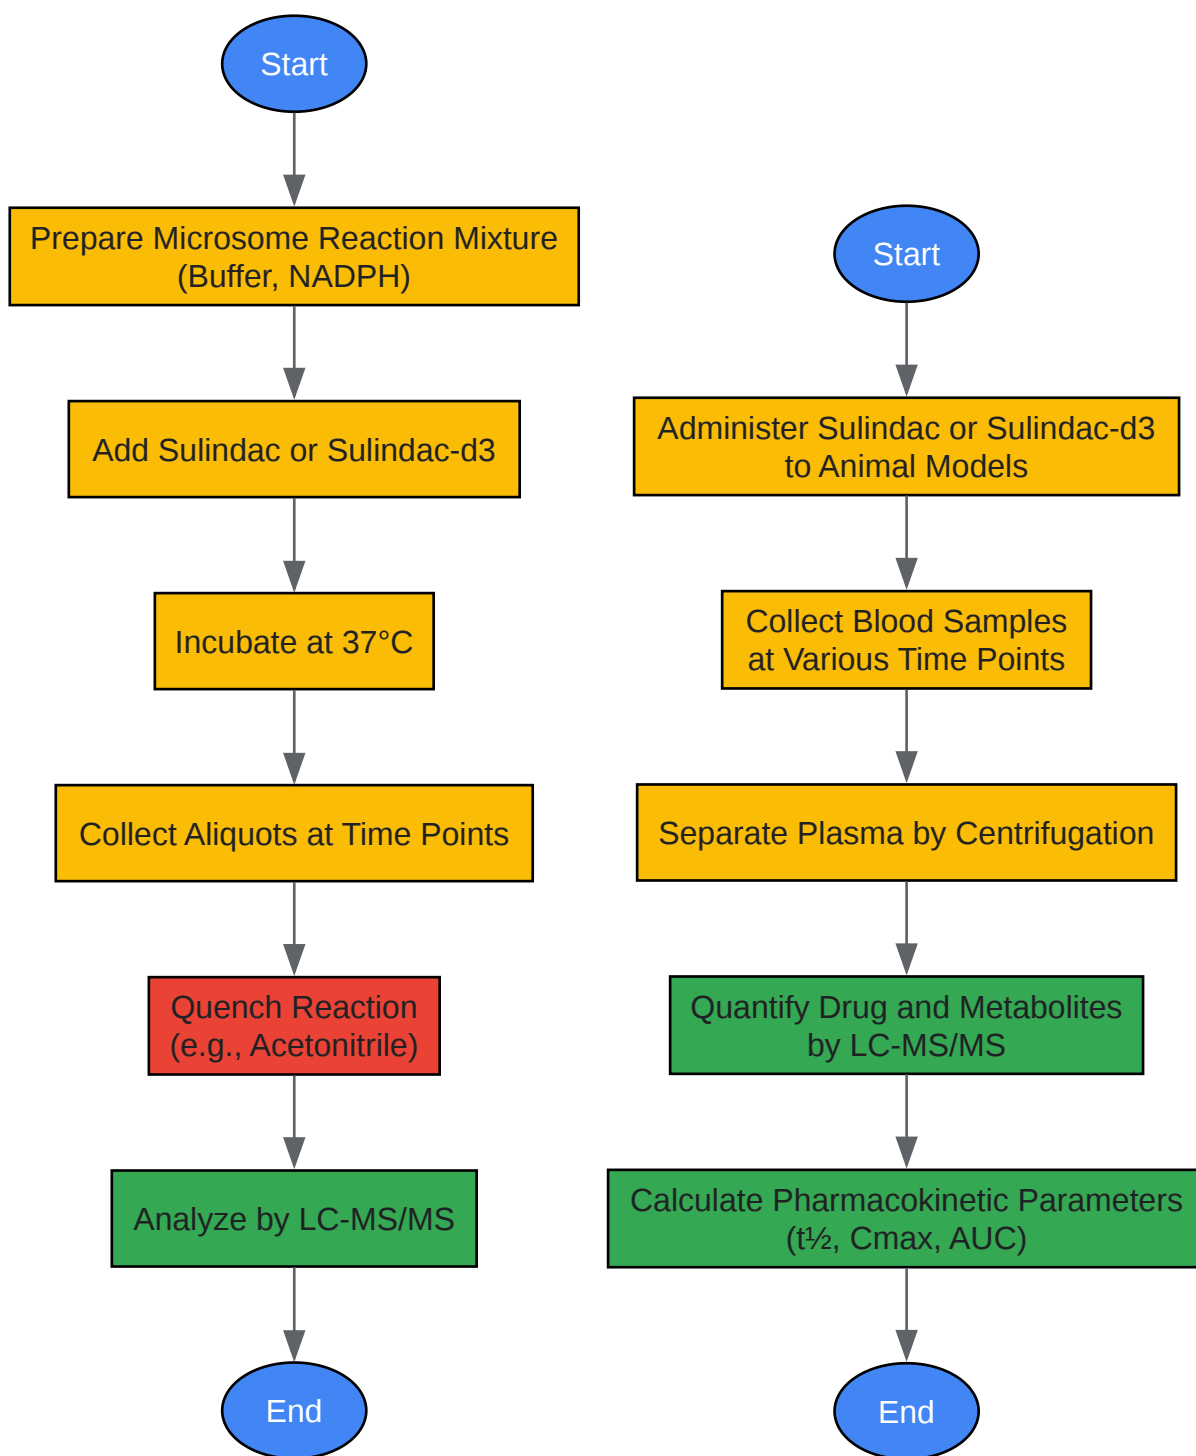 Start
Prepare Microsome Reaction Mixture
(Buffer, NADPH)
Add Sulindac or Sulindac-d3
Incubate at 37°C
Collect Aliquots at Time Points
Quench Reaction
(e.g., Acetonitrile)
Analyze by LC-MS/MS
End
Start
Administer Sulindac or Sulindac-d3
to Animal Models
Collect Blood Samples
at Various Time Points
Separate Plasma by Centrifugation
Quantify Drug and Metabolites
by LC-MS/MS
Calculate Pharmacokinetic Parameters
(t½, Cmax, AUC)
End